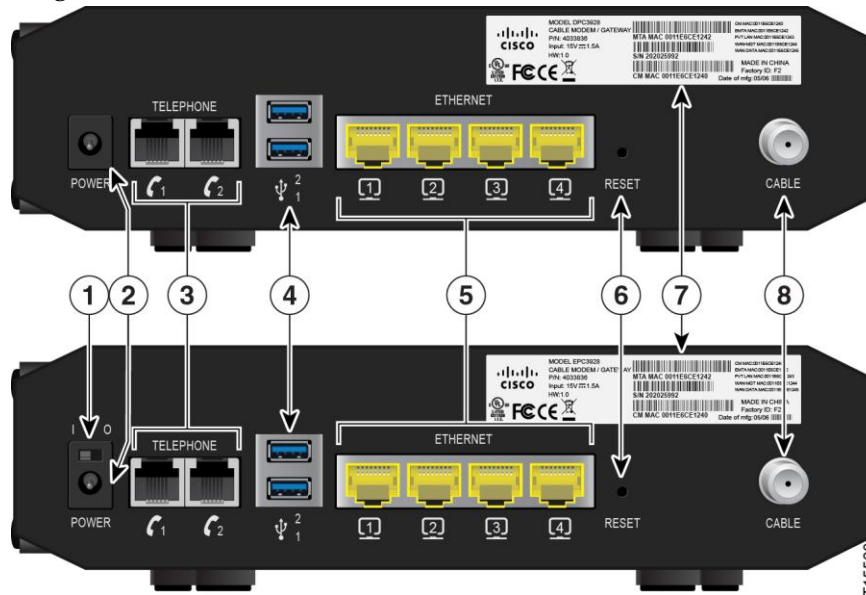 MODEL DPC3928
CABLE MODEM / GATEWAY
P/N: 4033836
Input: 15V 1.5A
HW:1.0
CISCO
MTA MAC 0011E6CE1242
S/N 202025992
CM MAC 0011E6CE1240
CM MAC:0011E6CE1240
MADE IN CHINA
Factory ID: F2
Date of mfg:05/06
FC CE
TELEPHONE
ETHERNET
POWER
1
2
2
1
1
2
3
4
RESET
CABLE
1
2
3
4
5
6
7
8
MODEL EPC3928
CABLE MODEM / GATEWAY
P/N: 4033836
Input: 15V 1.5A
HW:1.0
CISCO
MTA MAC 0011E6CE1242
S/N 202025992
CM MAC 0011E6CE1240
Factory ID: F2
Date of mfg:05/06
FC CE
I O
TELEPHONE
ETHERNET
POWER
1
2
2
1
1
2
3
4
RESET
CABLE